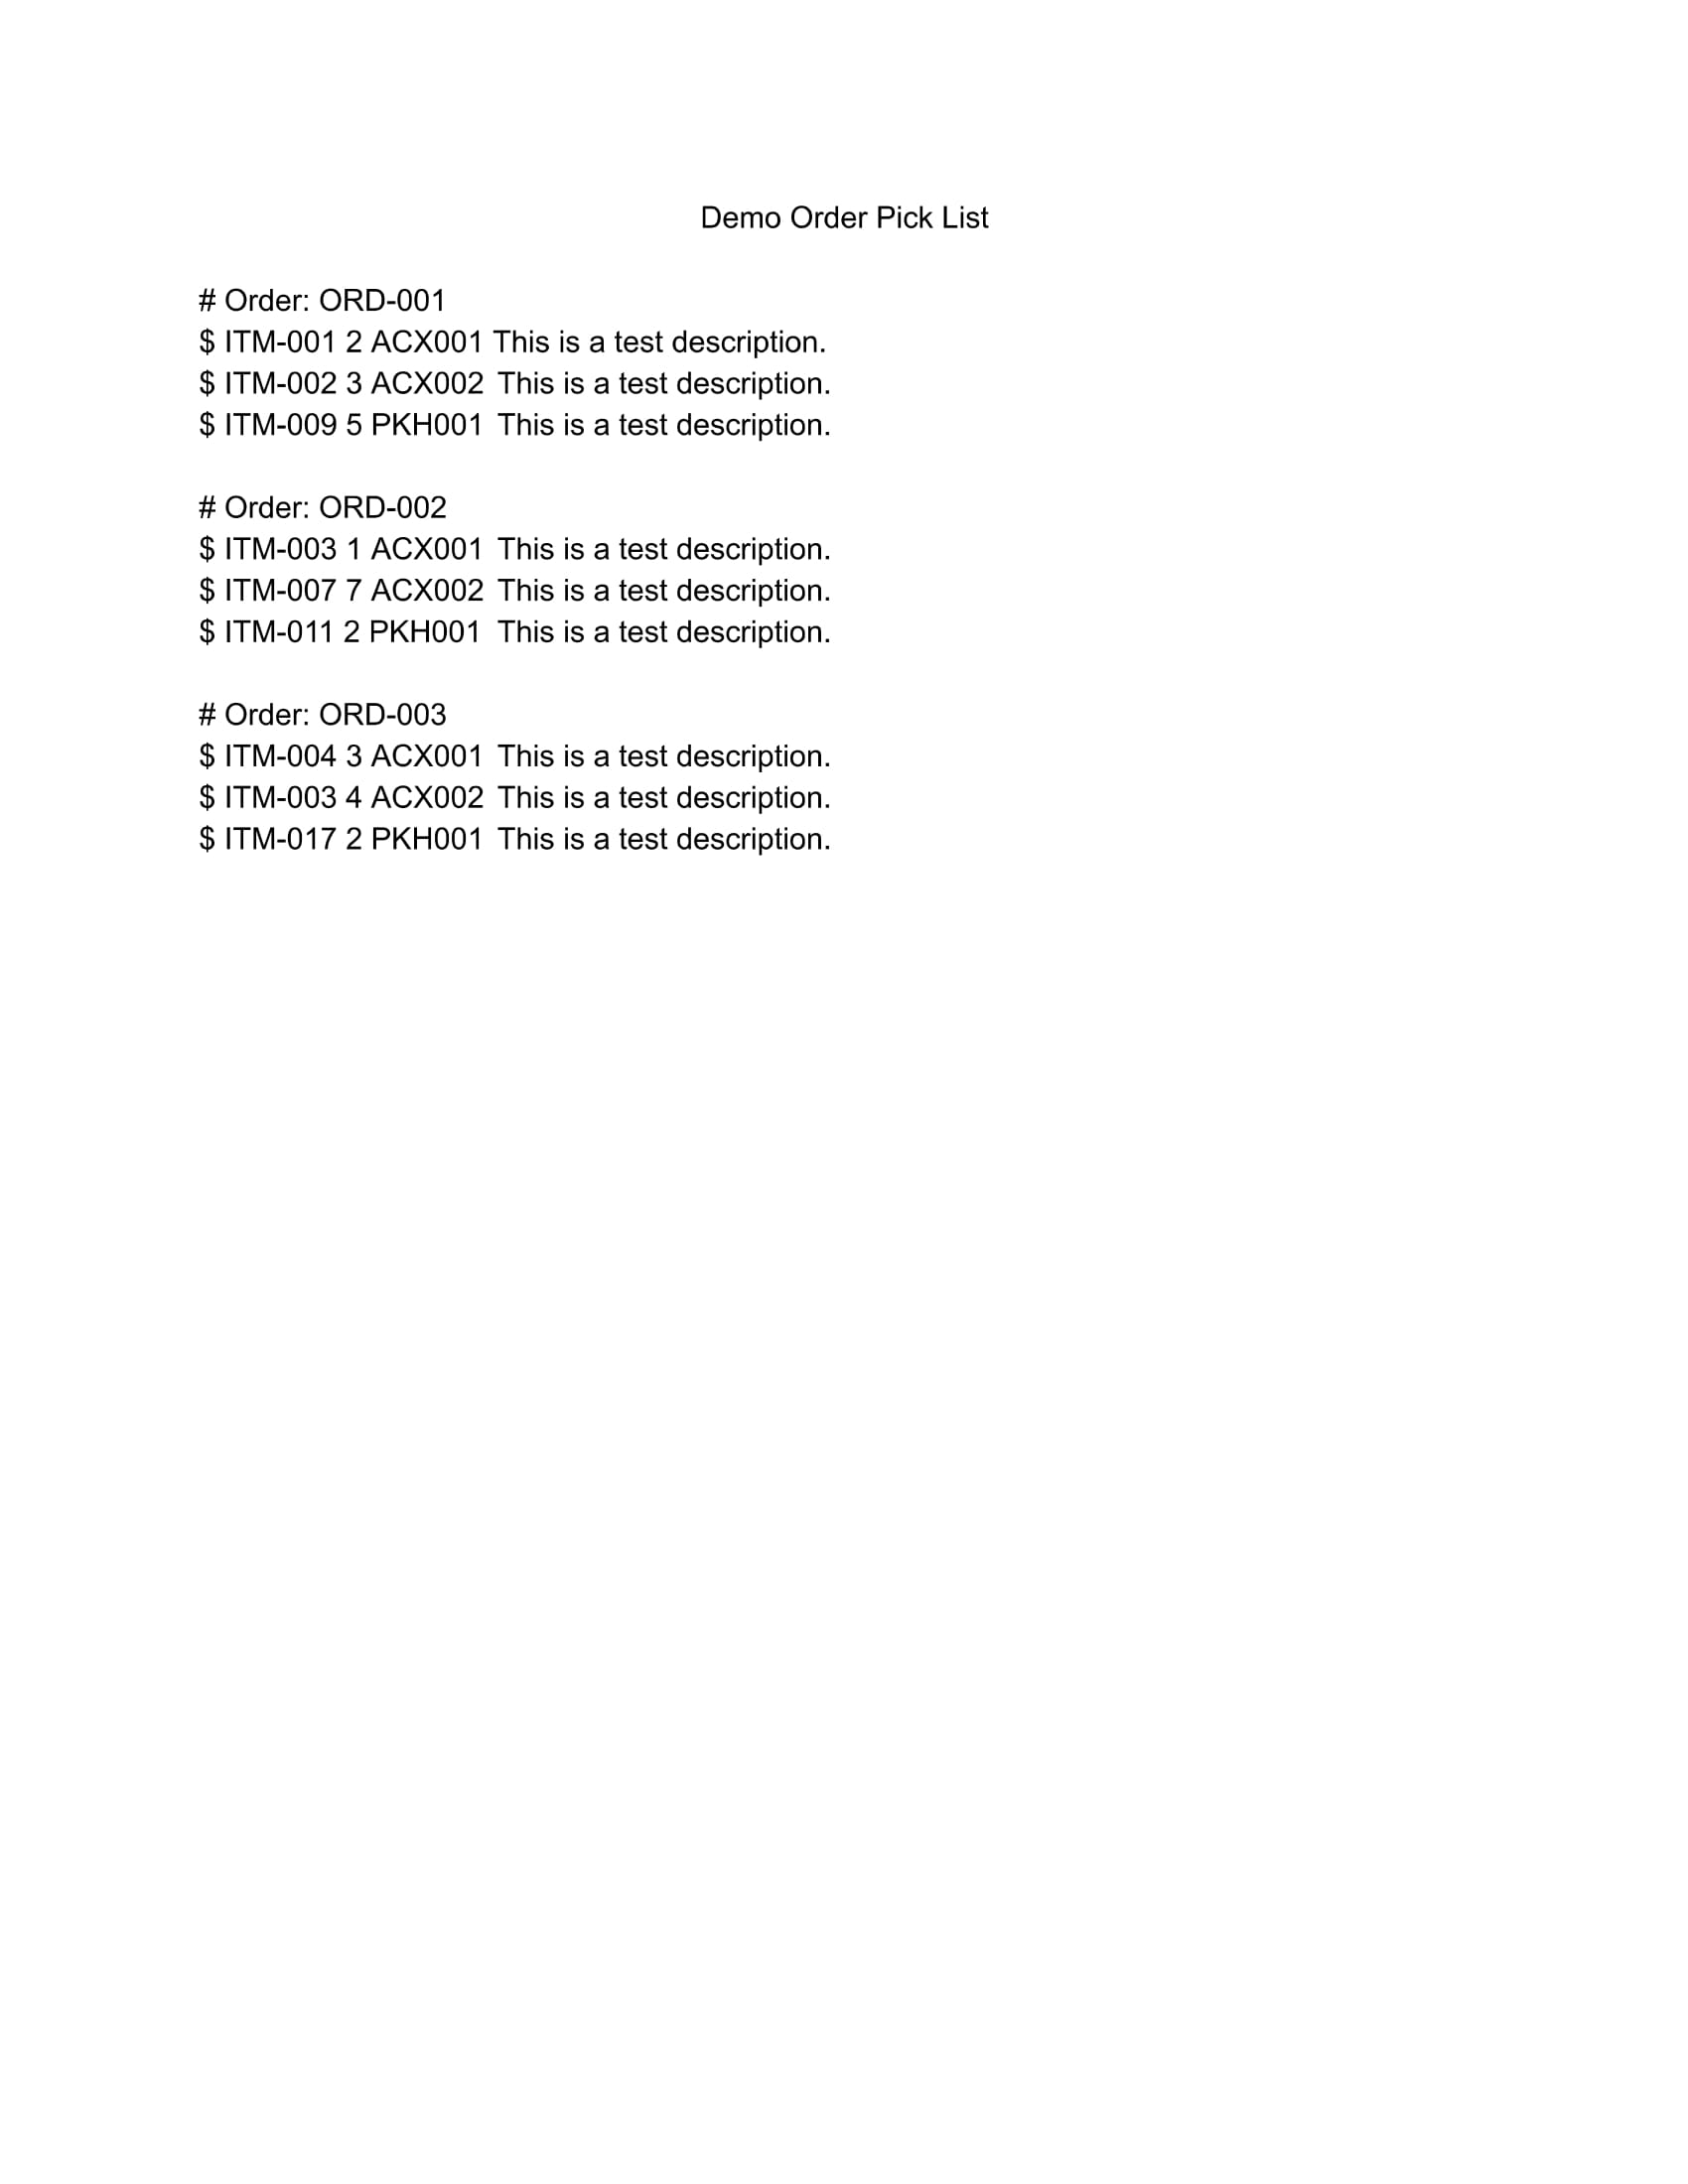 Demo Order Pick List
# Order: ORD-001
$ ITM-001 2 ACX001 This is a test description.
$ ITM-002 3 ACX002 This is a test description.
$ ITM-009 5 PKH001 This is a test description.
# Order: ORD-002
$ ITM-003 1 ACX001 This is a test description.
$ ITM-007 7 ACX002 This is a test description.
$ ITM-011 2 PKH001 This is a test description.
# Order: ORD-003
$ ITM-004 3 ACX001 This is a test description.
$ ITM-003 4 ACX002 This is a test description.
$ ITM-017 2 PKH001 This is a test description.